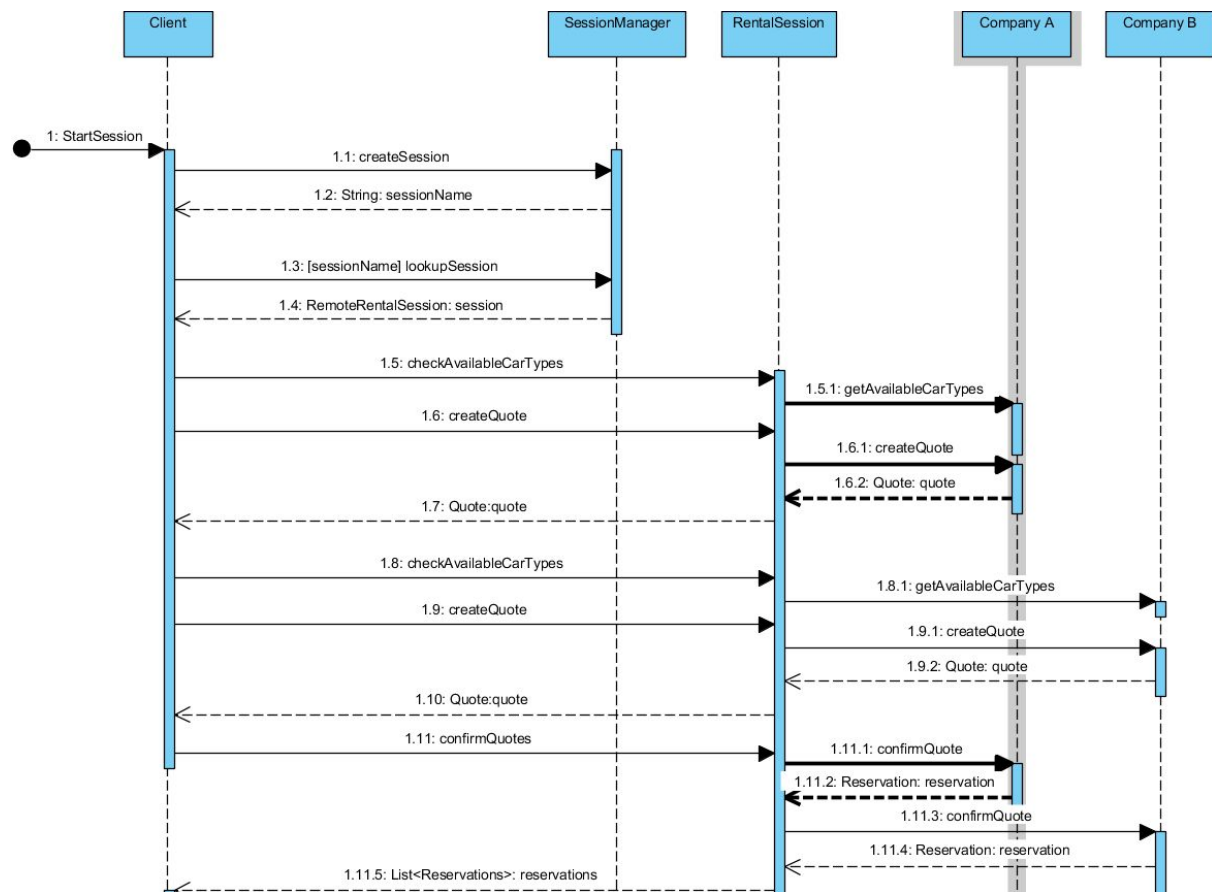 Client
SessionManager
RentalSession
Company A
Company B
1: StartSession
1.1: createSession
1.2: String: sessionName
1.3: [sessionName] lookupSession
1.4: RemoteRentalSession: session
1.5: checkAvailableCarTypes
1.5.1: getAvailableCarTypes
1.6: createQuote
1.6.1: createQuote
1.6.2: Quote: quote
1.7: Quote:quote
1.8: checkAvailableCarTypes
1.8.1: getAvailableCarTypes
1.9: createQuote
1.9.1: createQuote
1.9.2: Quote: quote
1.10: Quote:quote
1.11: confirmQuotes
1.11.1: confirmQuote
1.11.2: Reservation: reservation
1.11.3: confirmQuote
1.11.4: Reservation: reservation
1.11.5: List<Reservations>: reservations